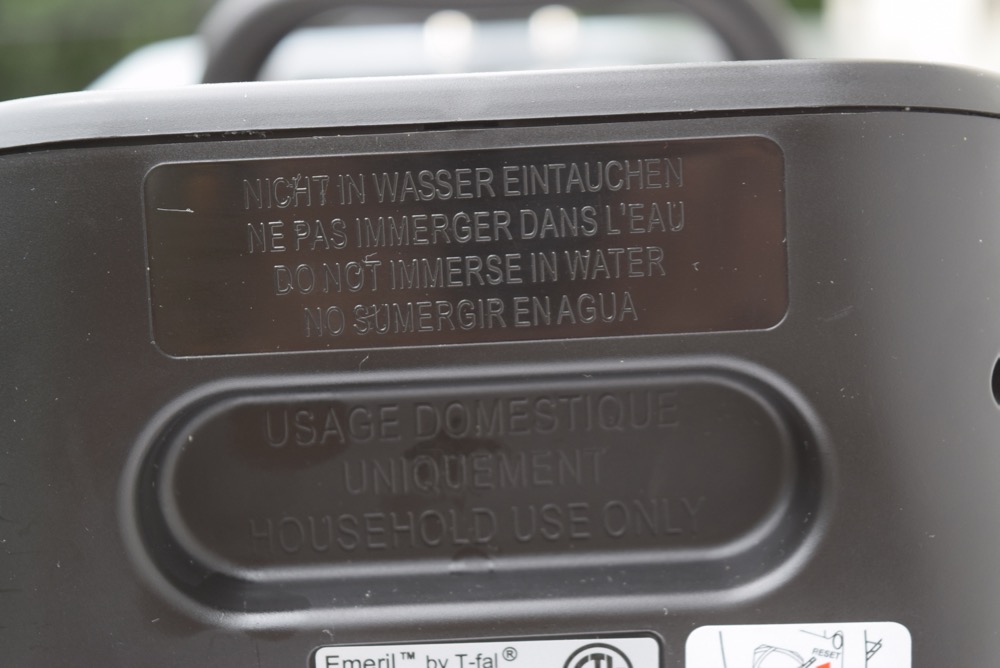 NICHT IN WASSER EINTAUCHEN
NE PAS IMMERGER DANS L'EAU
DO NOT IMMERSE IN WATER
NO SUMERGIR EN AGUA
USAGE DOMESTIQUE
UNIQUEMENT
HOUSEHOLD USE ONLY
Emeril™ by T-fal®
RESET